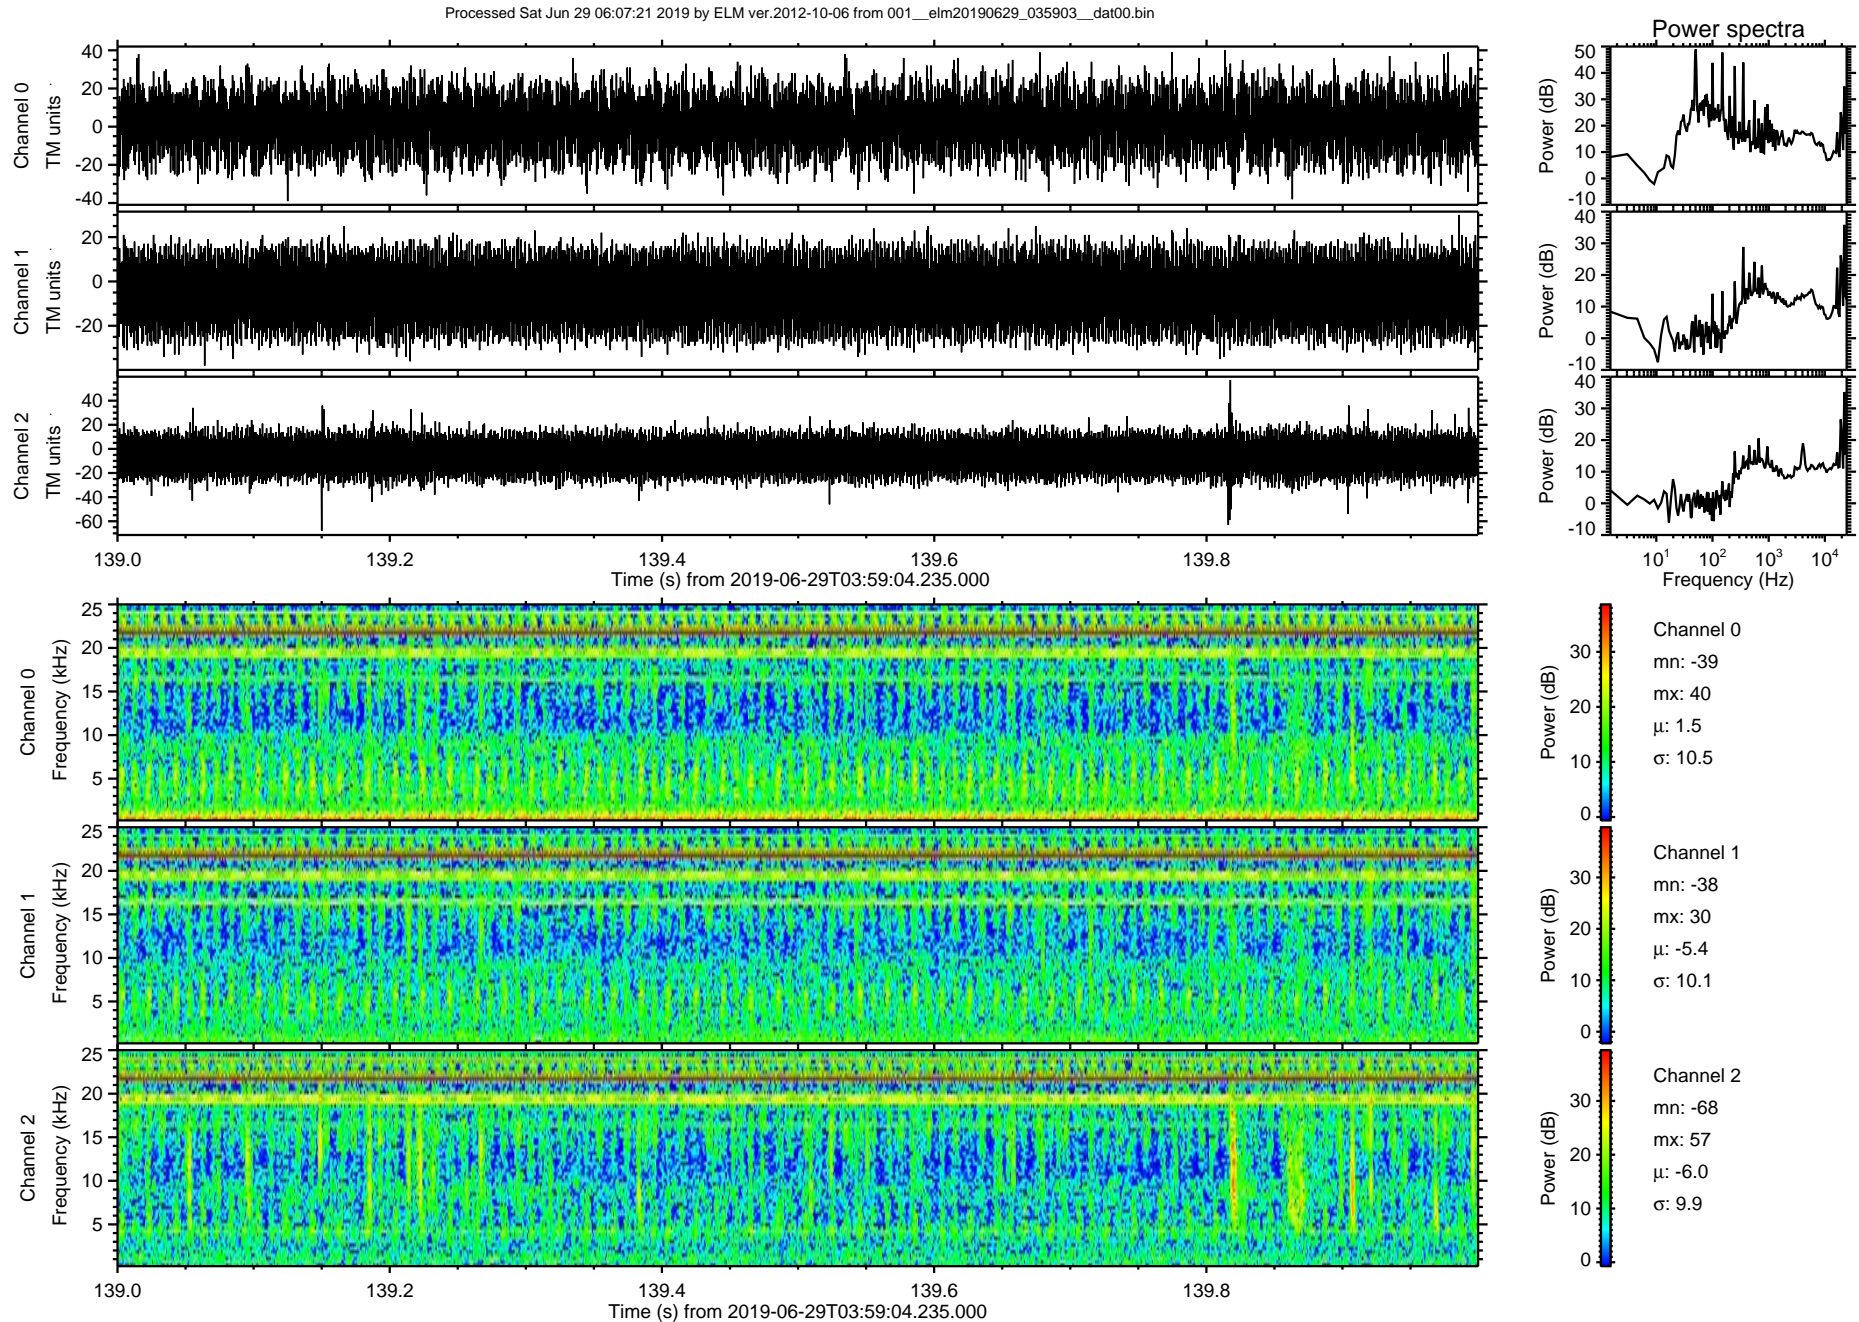 Processed Sat Jun 29 06:07:21 2019 by ELM ver.2012-10-06 from 001__elm20190629_035903__dat00.bin
Power spectra
Channel 0
TM units
40
20
0
-20
-40
Power (dB)
50
40
30
20
10
0
-10
Channel 1
TM units
20
0
-20
Power (dB)
40
30
20
10
0
-10
Channel 2
TM units
40
20
0
-20
-40
-60
Power (dB)
40
30
20
10
0
-10
139.0 139.2 139.4 139.6 139.8
Time (s) from 2019-06-29T03:59:04.235.000
10¹ 10² 10³ 10⁴
Frequency (Hz)
Channel 0
Frequency (kHz)
25
20
15
10
5
Power (dB)
30
20
10
0
Channel 0
mn: -39
mx: 40
μ: 1.5
σ: 10.5
Channel 1
Frequency (kHz)
25
20
15
10
5
Power (dB)
30
20
10
0
Channel 1
mn: -38
mx: 30
μ: -5.4
σ: 10.1
Channel 2
Frequency (kHz)
25
20
15
10
5
Power (dB)
30
20
10
0
Channel 2
mn: -68
mx: 57
μ: -6.0
σ: 9.9
139.0 139.2 139.4 139.6 139.8
Time (s) from 2019-06-29T03:59:04.235.000